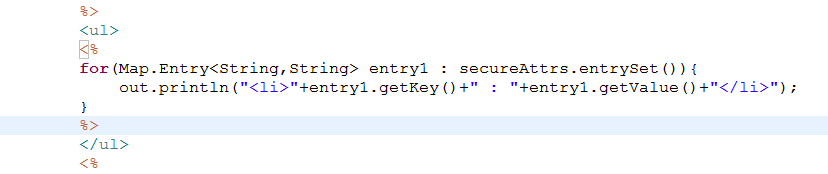 %>
<ul>
<%
for(Map.Entry<String,String> entry1 : secureAttrs.entrySet()){
    out.println("<li>"+entry1.getKey()+" : "+entry1.getValue()+"</li>");
}
%>
</ul>
<%